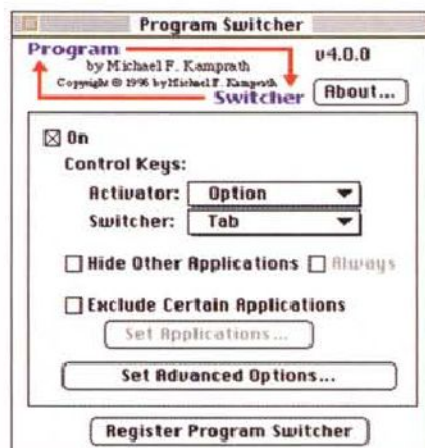 Program Switcher
Program
by Michael F. Kamprath
Copyright © 1996 by Michael F. Kamprath
Switcher
v4.0.0
About...
On
Control Keys:
Activator: Option
Switcher: Tab
Hide Other Applications Always
Exclude Certain Applications
Set Applications...
Set Advanced Options...
Register Program Switcher